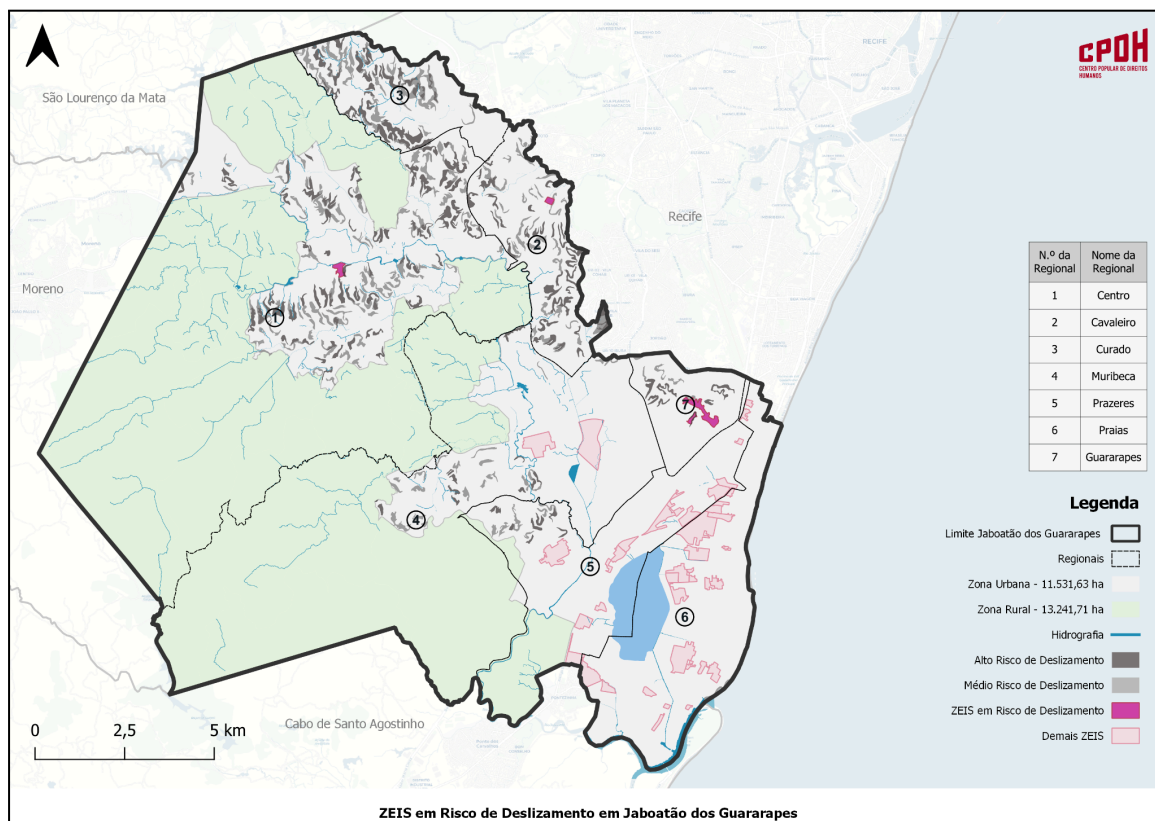 CPDH
CENTRO POPULAR DE DIREITOS
HUMANOS
RECIFE
São Lourenço da Mata
Recife
Moreno
Cabo de Santo Agostinho
1
2
3
4
5
6
7
N.º da Regional Nome da Regional
1 Centro
2 Cavaleiro
3 Curado
4 Muribeca
5 Prazeres
6 Praias
7 Guararapes
Legenda
Limite Jaboatão dos Guararapes
Regionais
Zona Urbana - 11.531,63 ha
Zona Rural - 13.241,71 ha
Hidrografia
Alto Risco de Deslizamento
Médio Risco de Deslizamento
ZEIS em Risco de Deslizamento
Demais ZEIS
0 2,5 5 km
ZEIS em Risco de Deslizamento em Jaboatão dos Guararapes